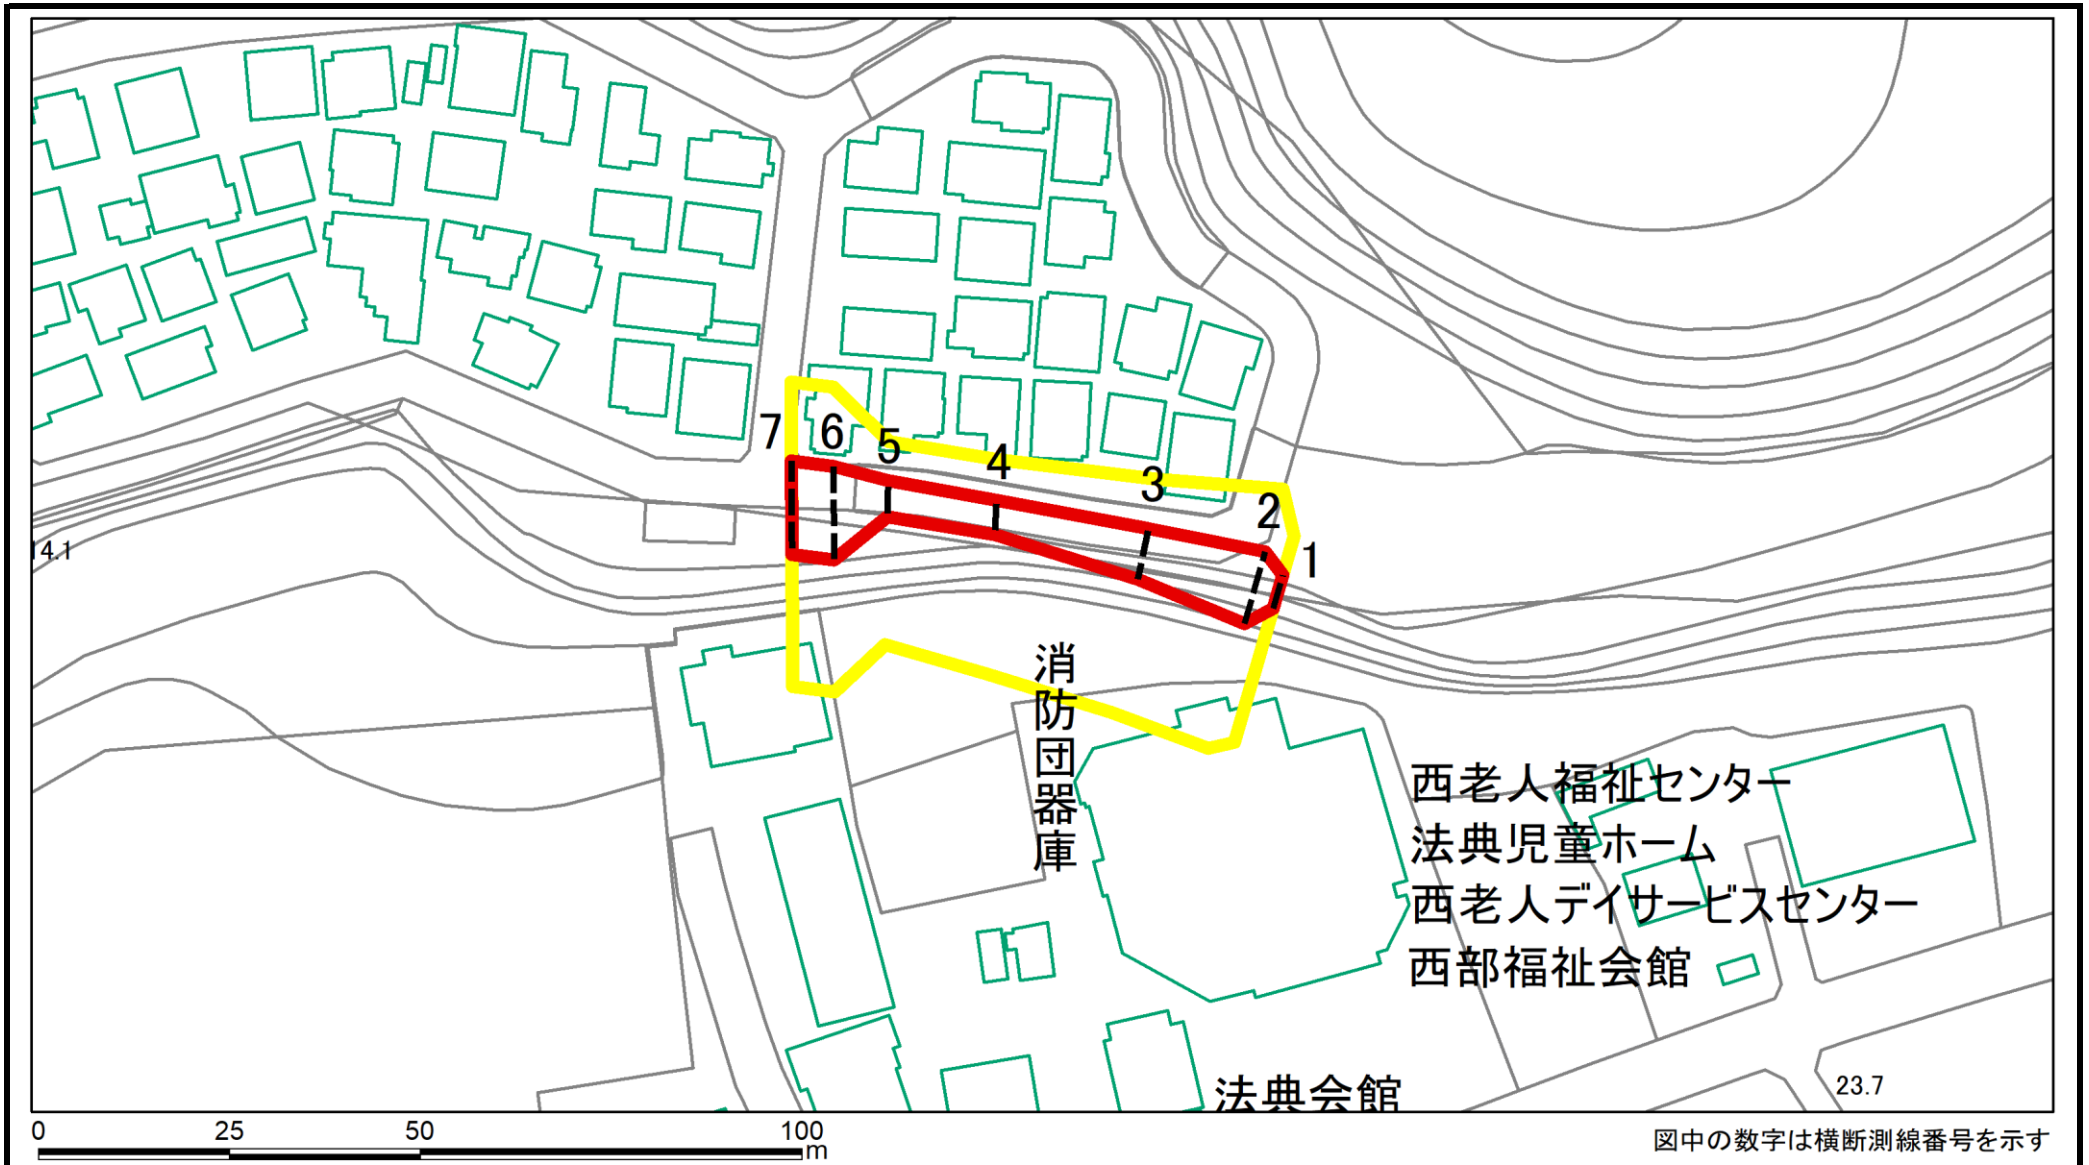 7
6
5
4
3
2
1
14.1
消防団器庫
西老人福祉センター
法典児童ホーム
西老人デイサービスセンター
西部福祉会館
法典会館
23.7
0 25 50 100
m
図中の数字は横断測線番号を示す